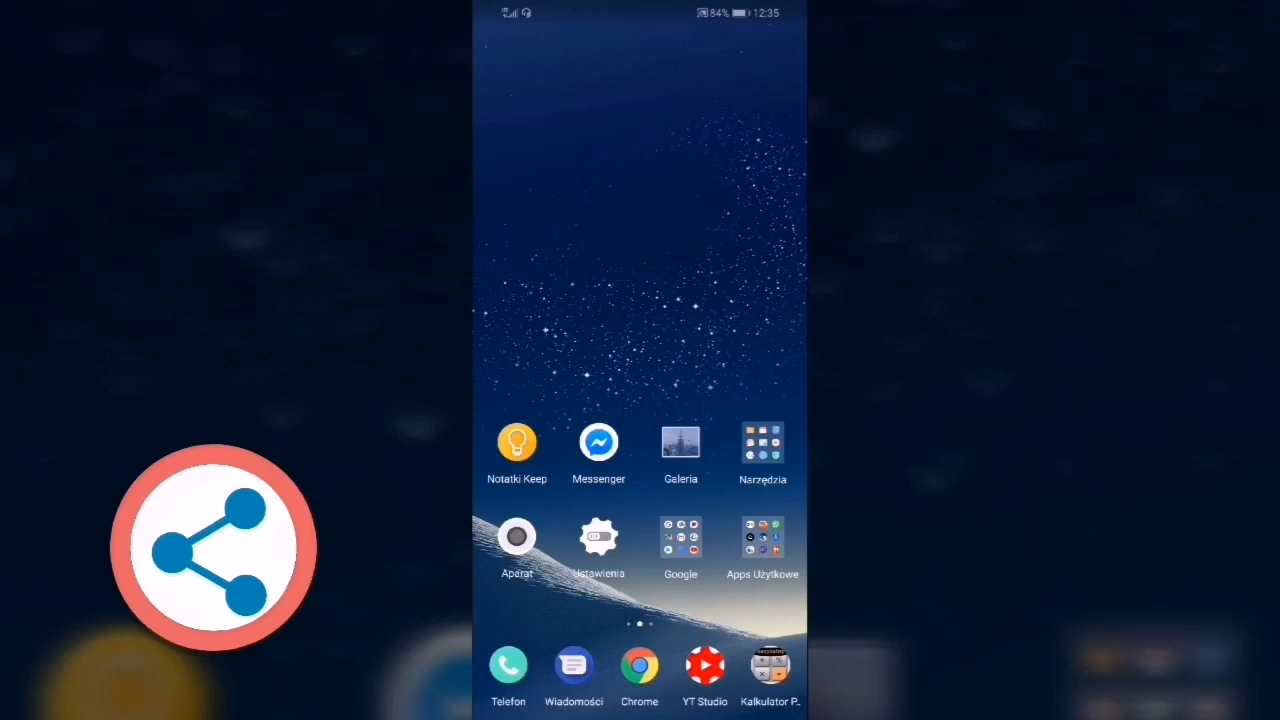 84% 12:35
Notatki Keep Messenger Galeria Narzędzia
Aparat Ustawienia Google Apps Użytkowe
bezpłatny
Telefon Wiadomości Chrome YT Studio Kalkulator P..